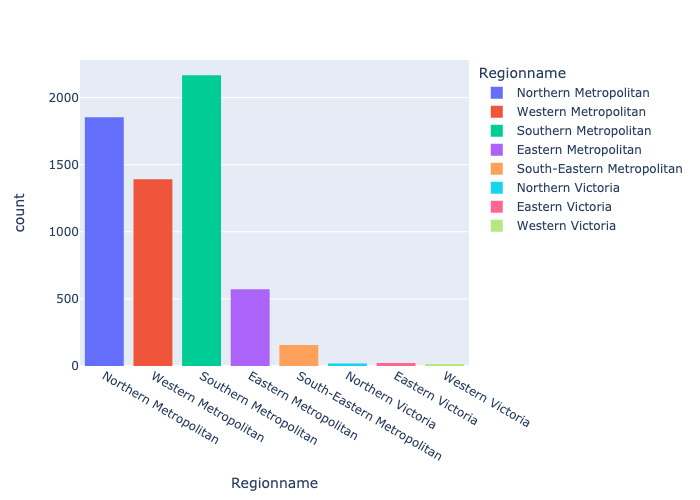 2000
1500
1000
500
0
count
Northern Metropolitan
Western Metropolitan
Southern Metropolitan
Eastern Metropolitan
South-Eastern Metropolitan
Northern Victoria
Eastern Victoria
Western Victoria
Regionname
Regionname
Northern Metropolitan
Western Metropolitan
Southern Metropolitan
Eastern Metropolitan
South-Eastern Metropolitan
Northern Victoria
Eastern Victoria
Western Victoria